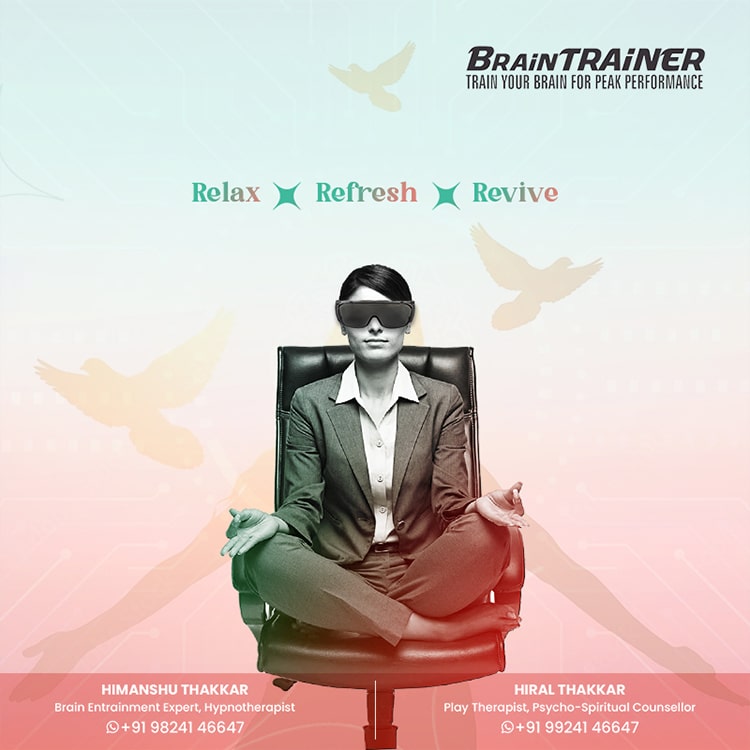 BRAINTRAINER
TRAIN YOUR BRAIN FOR PEAK PERFORMANCE
Relax Refresh Revive
HIMANSHU THAKKAR
Brain Entrainment Expert, Hypnotherapist
+91 98241 46647
HIRAL THAKKAR
Play Therapist, Psycho-Spiritual Counsellor
+91 99241 46647